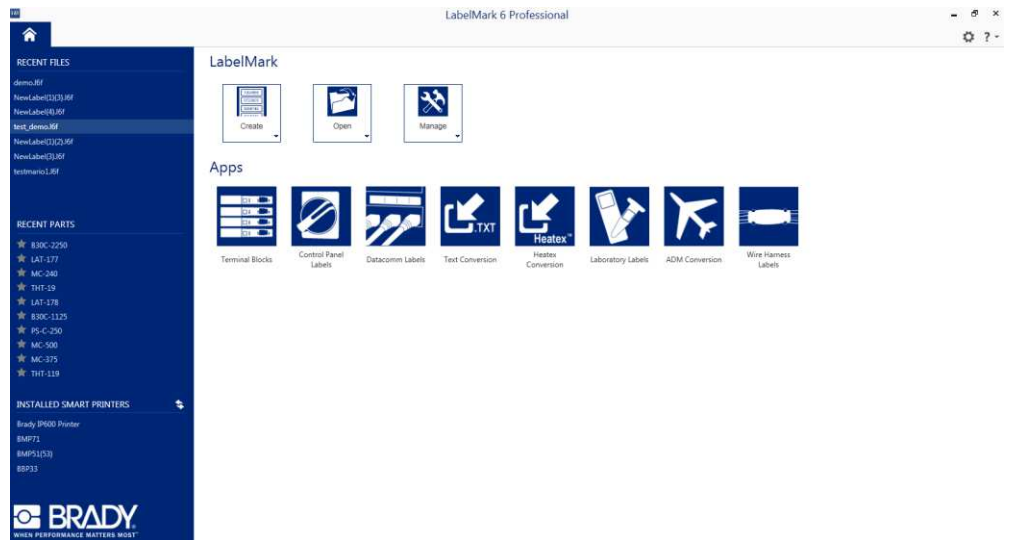 LabelMark 6 Professional
? -
RECENT FILES
demo.l6f
NewLabel(1)(3).l6f
NewLabel(4).l6f
test_demo.l6f
NewLabel(1)(2).l6f
NewLabel(3).l6f
testmario1.l6f
RECENT PARTS
B30C-2250
LAT-177
MC-240
THT-19
LAT-178
B30C-1125
PS-C-250
MC-500
MC-375
THT-119
INSTALLED SMART PRINTERS
Brady IP600 Printer
BMP71
BMP51(53)
BBP33
BRADY
WHEN PERFORMANCE MATTERS MOST™
LabelMark
Create
Open
Manage
Apps
.TXT
Heatex™
Terminal Blocks
Control Panel
Labels
Datacomm Labels
Text Conversion
Heatex
Conversion
Laboratory Labels
ADM Conversion
Wire Harness
Labels